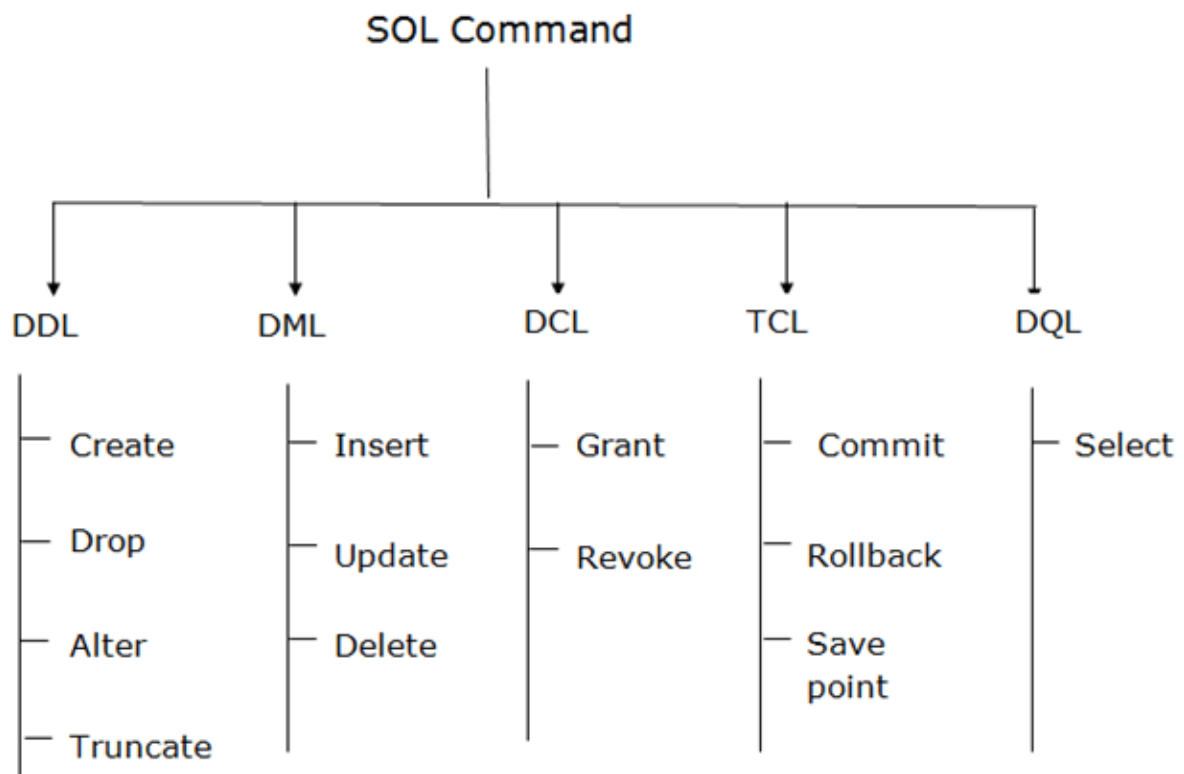 SOL Command
DDL
DML
DCL
TCL
DQL
Create
Drop
Alter
Truncate
Insert
Update
Delete
Grant
Revoke
Commit
Rollback
Save
point
Select